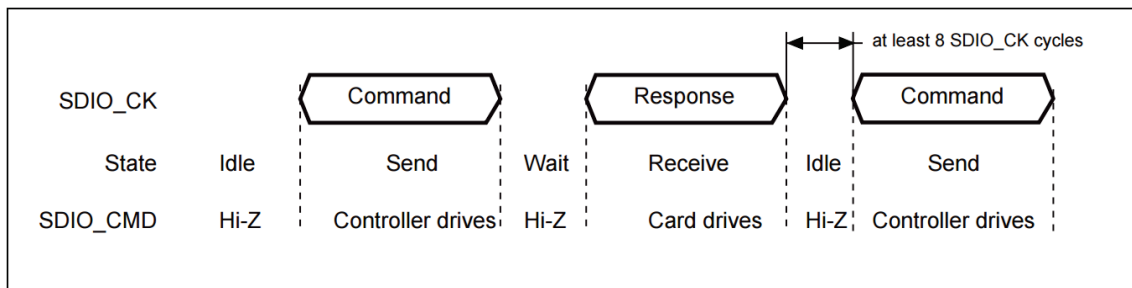 at least 8 SDIO_CK cycles
SDIO_CK Command Response Command
State Idle Send Wait Receive Idle Send
SDIO_CMD Hi-Z Controller drives Hi-Z Card drives Hi-Z Controller drives